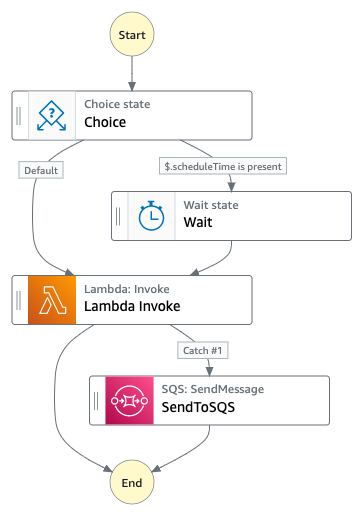 Start
Choice state
Choice
Default
$.scheduleTime is present
Wait state
Wait
Lambda: Invoke
Lambda Invoke
Catch #1
SQS: SendMessage
SendToSQS
End